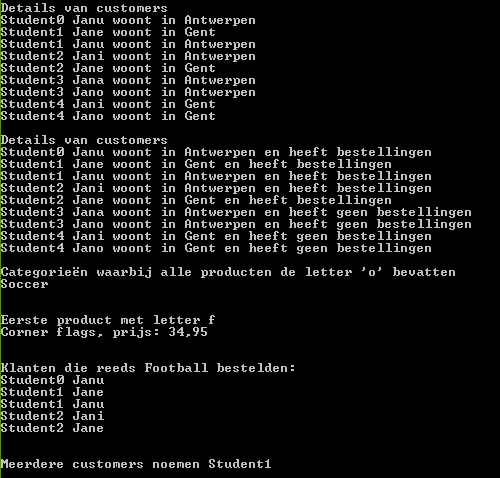 Details van customers
Student0 Janu woont in Antwerpen
Student1 Jane woont in Gent
Student1 Janu woont in Antwerpen
Student2 Jani woont in Antwerpen
Student2 Jane woont in Gent
Student3 Jana woont in Antwerpen
Student3 Jano woont in Antwerpen
Student4 Jani woont in Gent
Student4 Jano woont in Gent
Details van customers
Student0 Janu woont in Antwerpen en heeft bestellingen
Student1 Jane woont in Gent en heeft bestellingen
Student1 Janu woont in Antwerpen en heeft bestellingen
Student2 Jani woont in Antwerpen en heeft bestellingen
Student2 Jane woont in Gent en heeft bestellingen
Student3 Jana woont in Antwerpen en heeft geen bestellingen
Student3 Jano woont in Antwerpen en heeft geen bestellingen
Student4 Jani woont in Gent en heeft geen bestellingen
Student4 Jano woont in Gent en heeft geen bestellingen
Categorieën waarbij alle producten de letter 'o' bevatten
Soccer
Eerste product met letter f
Corner flags, prijs: 34,95
Klanten die reeds Football bestelden:
Student0 Janu
Student1 Jane
Student1 Janu
Student2 Jani
Student2 Jane
Meerdere customers noemen Student1